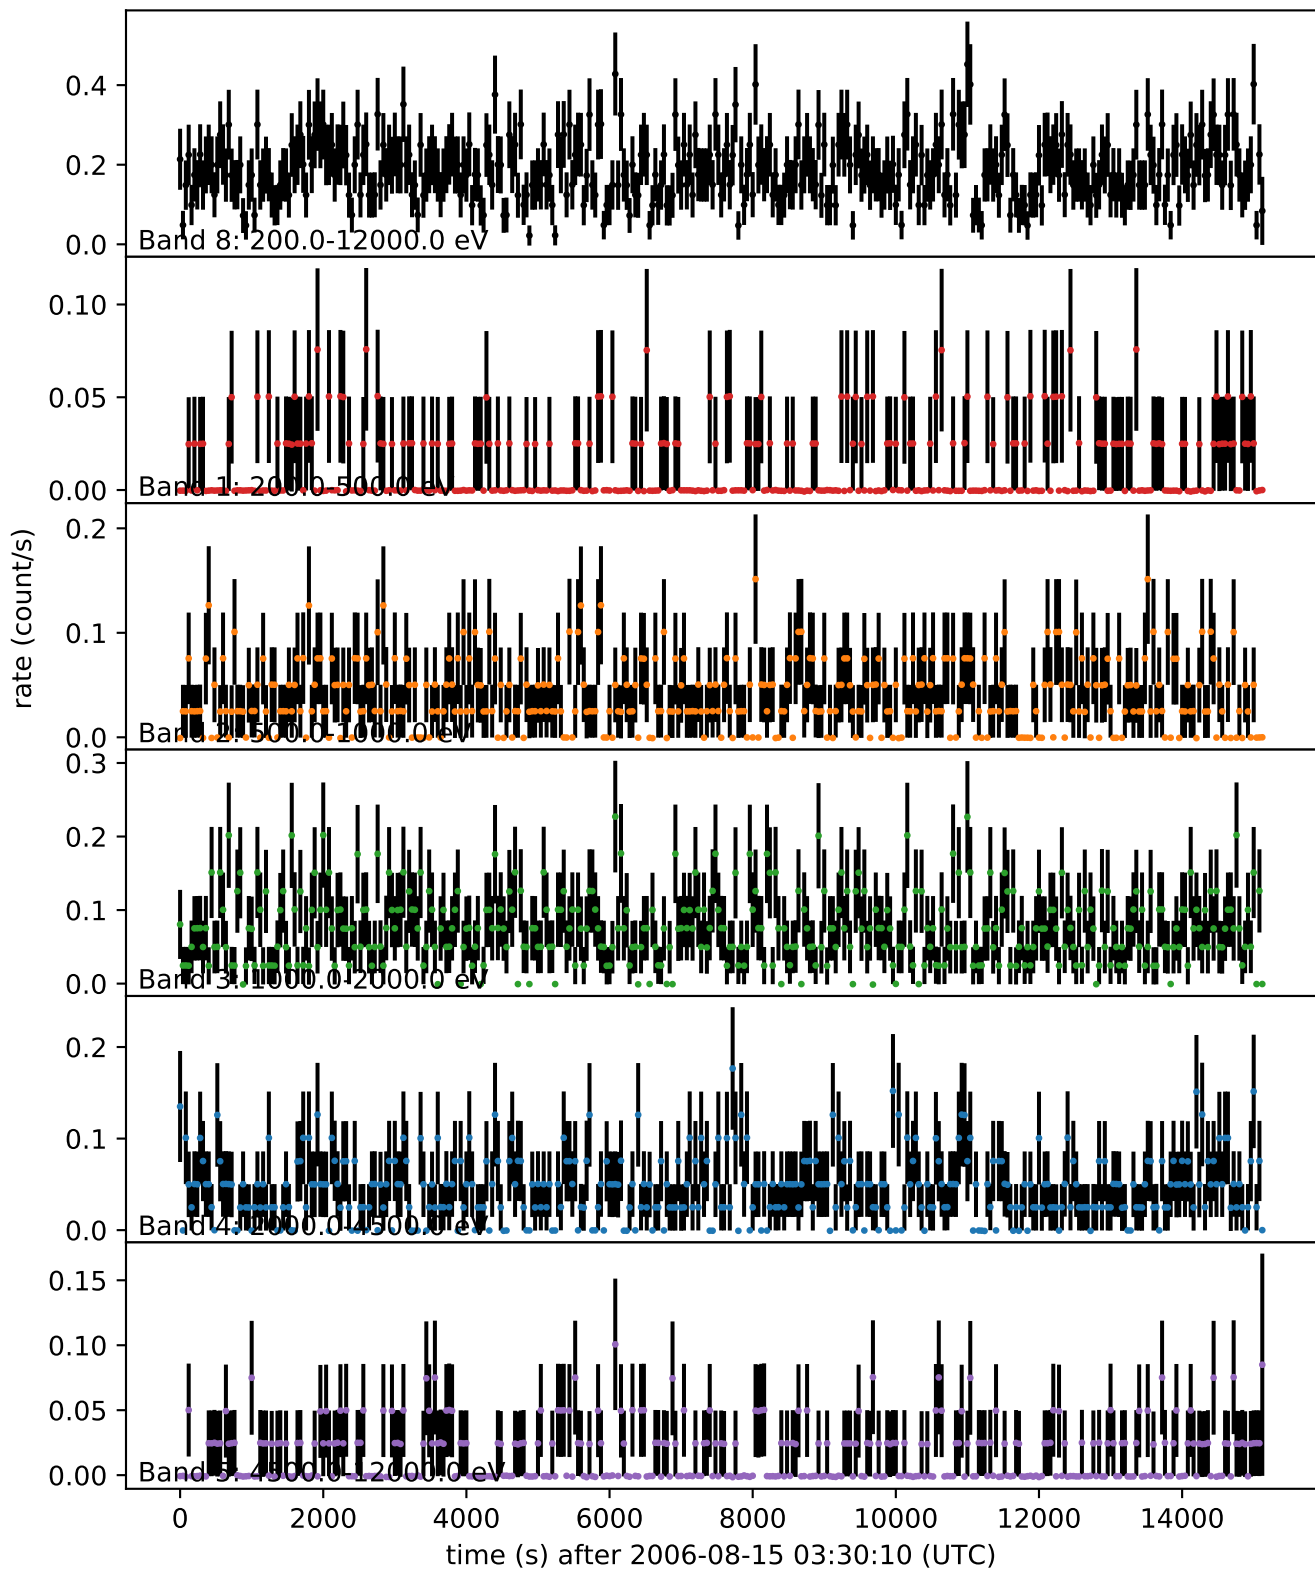 0.4
0.2
0.0
Band 8: 200.0-12000.0 eV
0.10
0.05
0.00
Band 1: 200.0-500.0 eV
rate (count/s)
0.2
0.1
0.0
Band 2: 500.0-1000.0 eV
0.3
0.2
0.1
0.0
Band 3: 1000.0-2000.0 eV
0.2
0.1
0.0
Band 4: 2000.0-4500.0 eV
0.15
0.10
0.05
0.00
Band 5: 4500.0-12000.0 eV
0 2000 4000 6000 8000 10000 12000 14000
time (s) after 2006-08-15 03:30:10 (UTC)